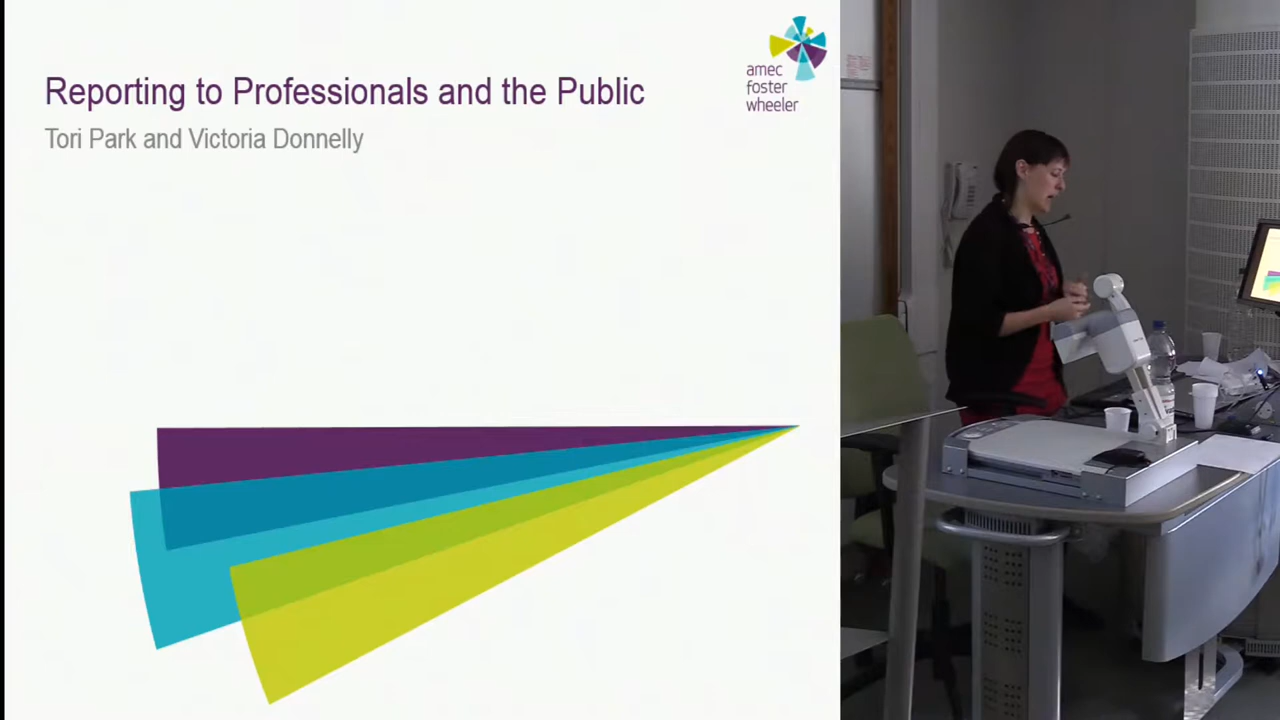 Reporting to Professionals and the Public
Tori Park and Victoria Donnelly
amec
foster
wheeler